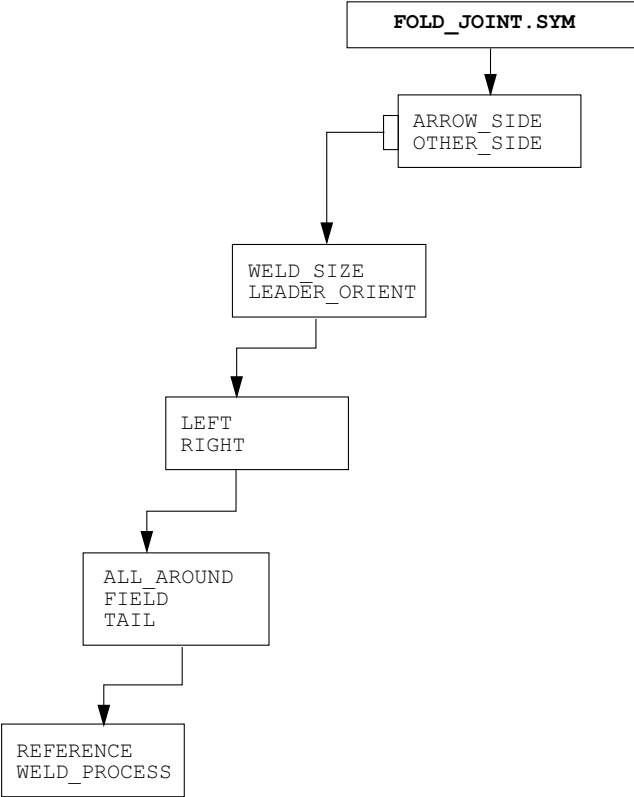 FOLD_JOINT.SYM
ARROW_SIDE
OTHER_SIDE
WELD_SIZE
LEADER_ORIENT
LEFT
RIGHT
ALL_AROUND
FIELD
TAIL
REFERENCE
WELD_PROCESS